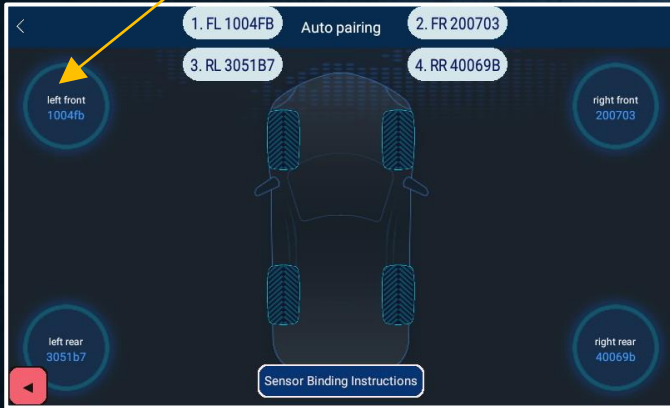 1. FL 1004FB
Auto pairing
2. FR 200703
3. RL 3051B7
4. RR 40069B
left front
1004fb
right front
200703
left rear
3051b7
right rear
40069b
Sensor Binding Instructions